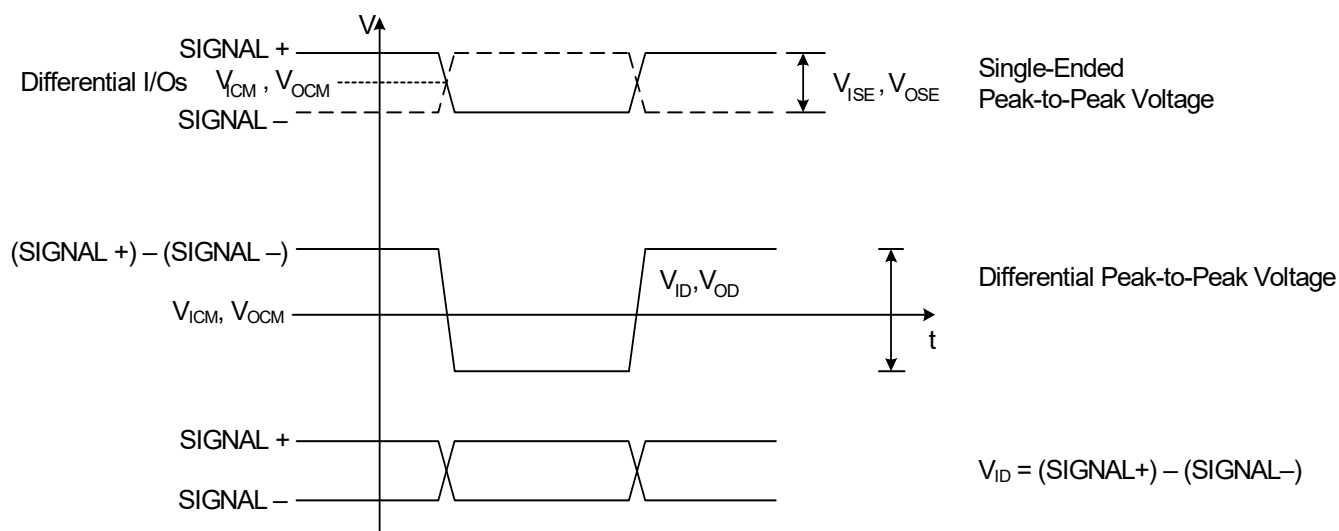 V
SIGNAL +
Differential I/Os V_ICM , V_OCM
SIGNAL –
V_ISE , V_OSE
Single-Ended
Peak-to-Peak Voltage
(SIGNAL +) – (SIGNAL –)
V_ID, V_OD
Differential Peak-to-Peak Voltage
V_ICM, V_OCM
t
SIGNAL +
SIGNAL –
V_ID = (SIGNAL+) – (SIGNAL–)